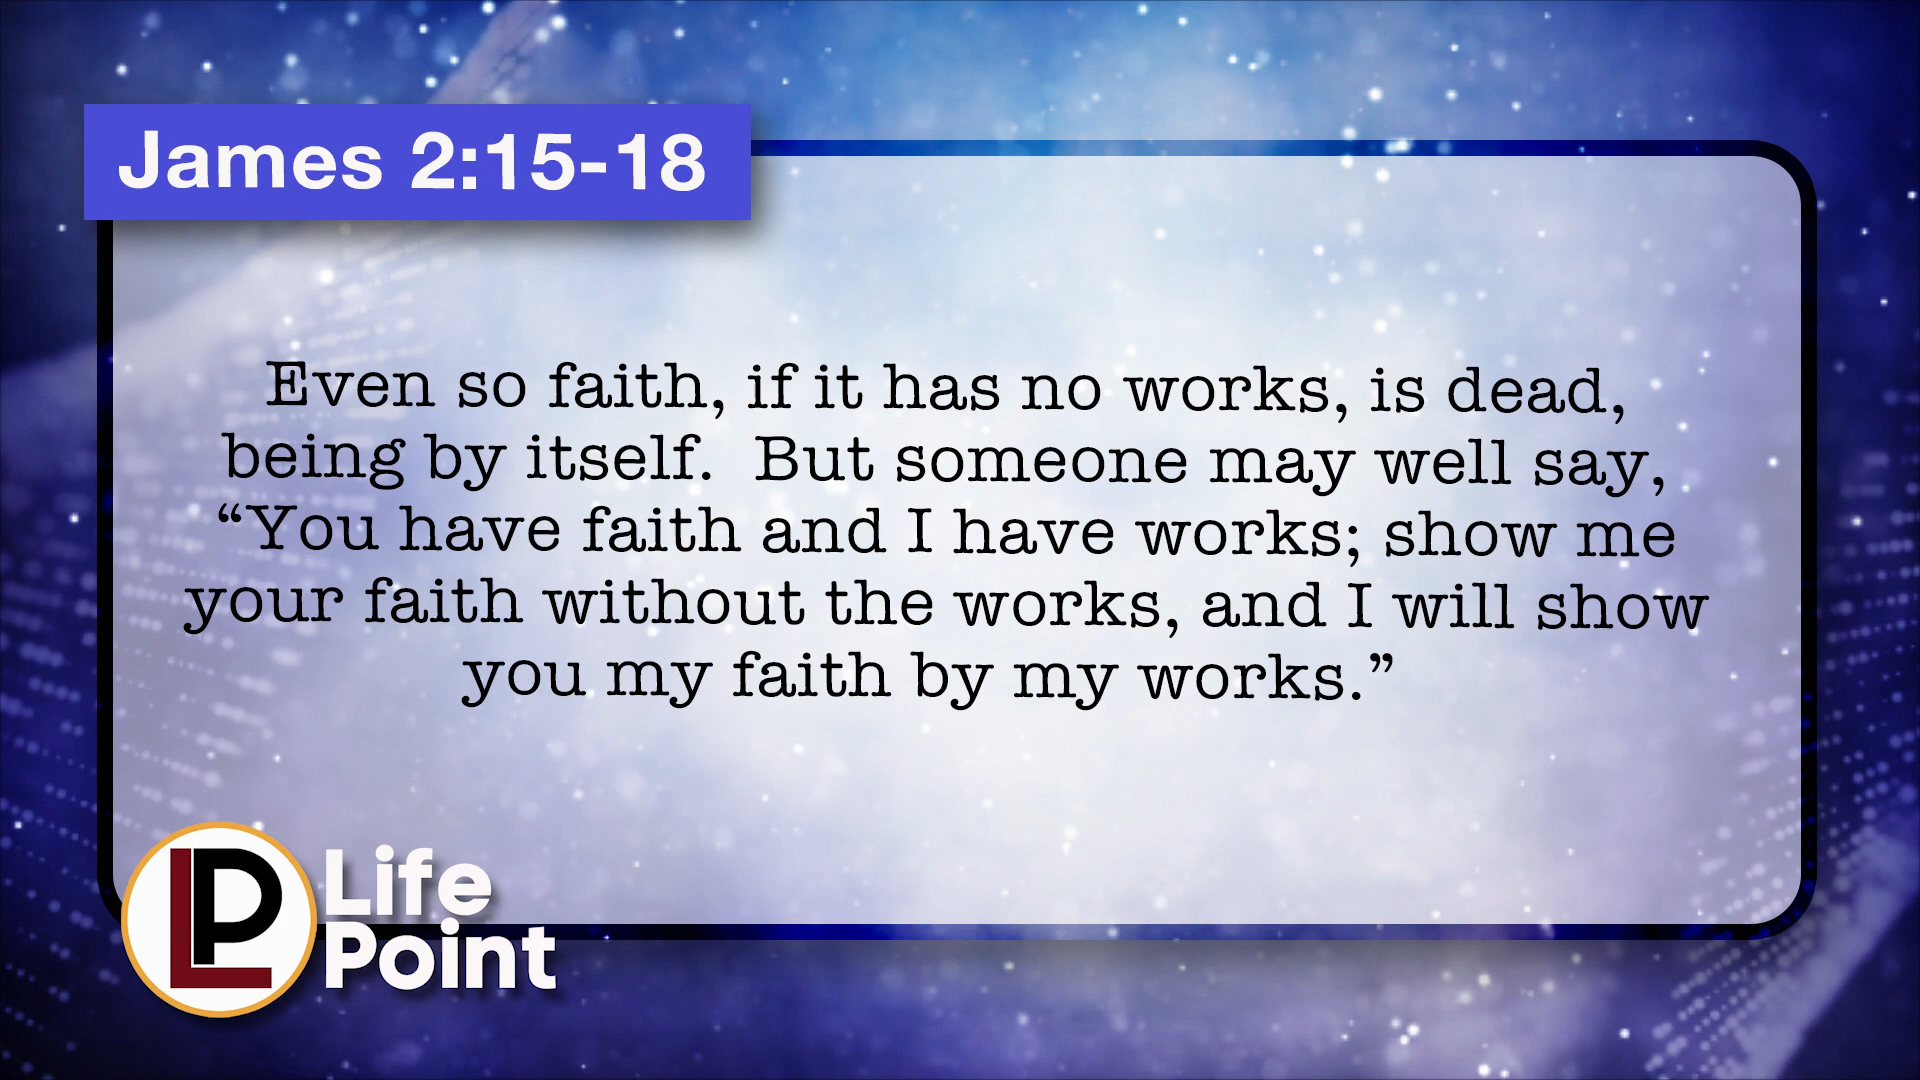 James 2:15-18
Even so faith, if it has no works, is dead,
being by itself.  But someone may well say,
“You have faith and I have works; show me
your faith without the works, and I will show
you my faith by my works.”
LP
Life
Point